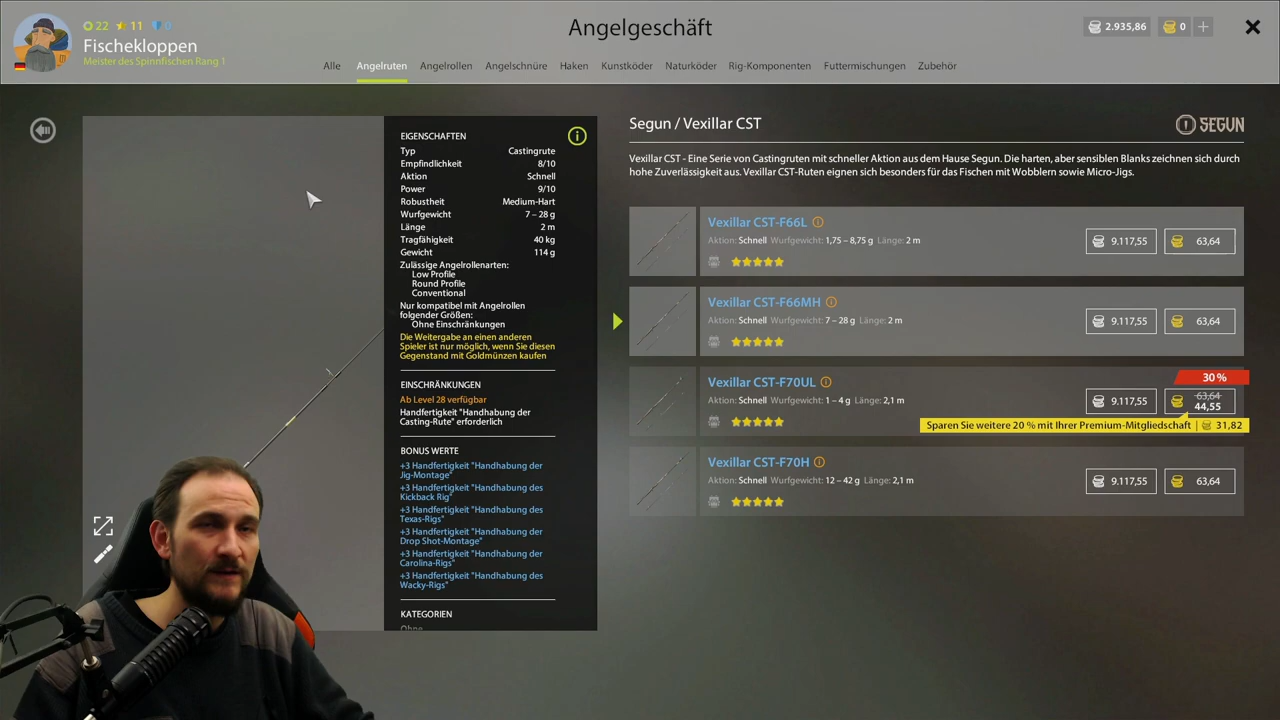 22 11 0
Fischekloppen
Meister des Spinnfischen Rang 1
Angelgeschäft
2.935,86 0 +
Alle Angelruten Angelrollen Angelschnüre Haken Kunstköder Naturköder Rig-Komponenten Futtermischungen Zubehör
EIGENSCHAFTEN
Typ Castingrute
Empfindlichkeit 8/10
Aktion Schnell
Power 9/10
Robustheit Medium-Hart
Wurfgewicht 7 – 28 g
Länge 2 m
Tragfähigkeit 40 kg
Gewicht 114 g
Zulässige Angelrollenarten:
Low Profile
Round Profile
Conventional
Nur kompatibel mit Angelrollen
folgender Größen:
Ohne Einschränkungen
Die Weitergabe an einen anderen
Spieler ist nur möglich, wenn Sie diesen
Gegenstand mit Goldmünzen kaufen
EINSCHRÄNKUNGEN
Ab Level 28 verfügbar
Handfertigkeit "Handhabung der
Casting-Rute" erforderlich
BONUS WERTE
+3 Handfertigkeit "Handhabung der
Jig-Montage"
+3 Handfertigkeit "Handhabung des
Kickback Rig"
+3 Handfertigkeit "Handhabung des
Texas-Rigs"
+3 Handfertigkeit "Handhabung der
Drop Shot-Montage"
+3 Handfertigkeit "Handhabung der
Carolina-Rigs"
+3 Handfertigkeit "Handhabung des
Wacky-Rigs"
KATEGORIEN
Ohne
Segun / Vexillar CST
SEGUN
Vexillar CST - Eine Serie von Castingruten mit schneller Aktion aus dem Hause Segun. Die harten, aber sensiblen Blanks zeichnen sich durch
hohe Zuverlässigkeit aus. Vexillar CST-Ruten eignen sich besonders für das Fischen mit Wobblern sowie Micro-Jigs.
Vexillar CST-F66L
Aktion: Schnell Wurfgewicht: 1,75 – 8,75 g Länge: 2 m
9.117,55 63,64
Vexillar CST-F66MH
Aktion: Schnell Wurfgewicht: 7 – 28 g Länge: 2 m
9.117,55 63,64
30 %
Vexillar CST-F70UL
Aktion: Schnell Wurfgewicht: 1 – 4 g Länge: 2,1 m
9.117,55 63,64
44,55
Sparen Sie weitere 20 % mit Ihrer Premium-Mitgliedschaft | 31,82
Vexillar CST-F70H
Aktion: Schnell Wurfgewicht: 12 – 42 g Länge: 2,1 m
9.117,55 63,64